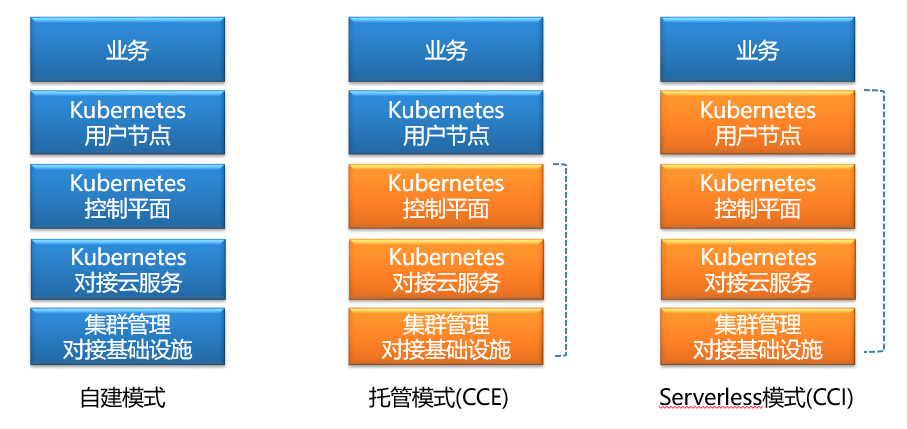 业务
Kubernetes
用户节点
Kubernetes
控制平面
Kubernetes
对接云服务
集群管理
对接基础设施
自建模式
业务
Kubernetes
用户节点
Kubernetes
控制平面
Kubernetes
对接云服务
集群管理
对接基础设施
托管模式(CCE)
业务
Kubernetes
用户节点
Kubernetes
控制平面
Kubernetes
对接云服务
集群管理
对接基础设施
Serverless模式(CCI)